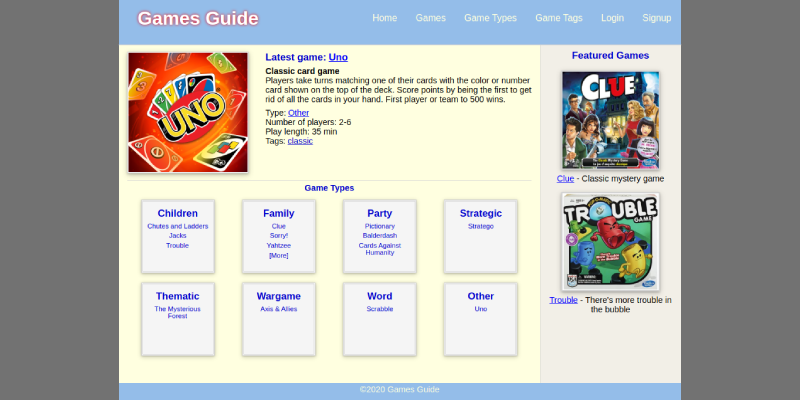 Games Guide
Home Games Game Types Game Tags Login Signup
UNO
Latest game: Uno
Classic card game
Players take turns matching one of their cards with the color or number
card shown on the top of the deck. Score points by being the first to get
rid of all the cards in your hand. First player or team to 500 wins.
Type: Other
Number of players: 2-6
Play length: 35 min
Tags: classic
Game Types
Children
Chutes and Ladders
Jacks
Trouble
Family
Clue
Sorry!
Yahtzee
[More]
Party
Pictionary
Balderdash
Cards Against
Humanity
Strategic
Stratego
Thematic
The Mysterious
Forest
Wargame
Axis & Allies
Word
Scrabble
Other
Uno
Featured Games
CLUE
Clue - Classic mystery game
TROUBLE
GAME
Trouble - There's more trouble in
the bubble
©2020 Games Guide